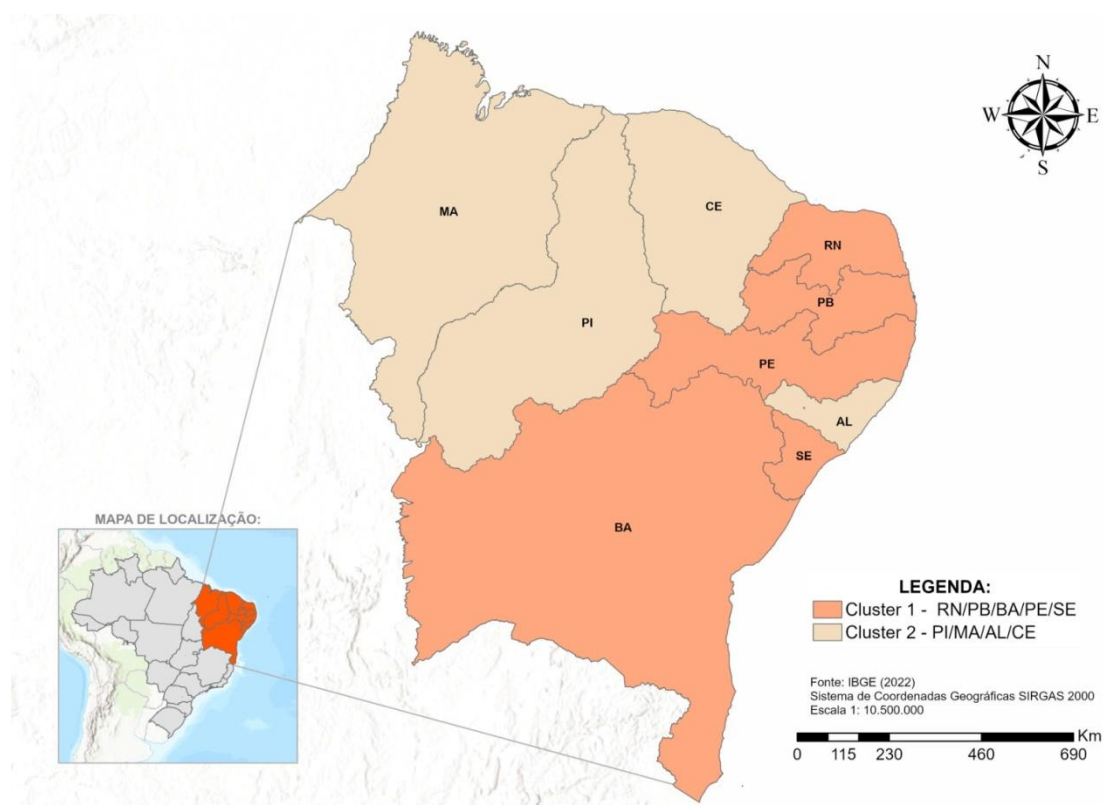 N
W E
S
MA
CE
RN
PB
PI
PE
AL
SE
BA
MAPA DE LOCALIZAÇÃO:
LEGENDA:
Cluster 1 - RN/PB/BA/PE/SE
Cluster 2 - PI/MA/AL/CE
Fonte: IBGE (2022)
Sistema de Coordenadas Geográficas SIRGAS 2000
Escala 1: 10.500.000
Km
0 115 230 460 690